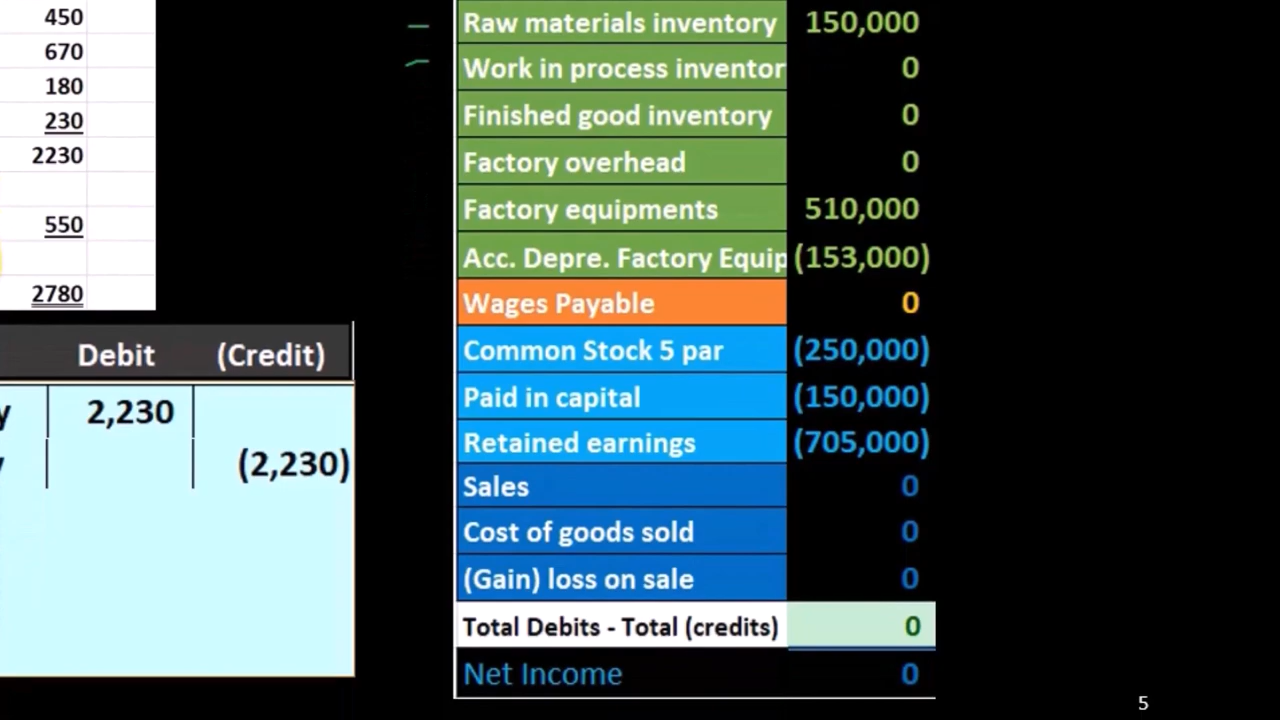 450
670
180
230
2230
550
2780
Debit (Credit)
y 2,230
y (2,230)
Raw materials inventory 150,000
Work in process inventor 0
Finished good inventory 0
Factory overhead 0
Factory equipments 510,000
Acc. Depre. Factory Equip (153,000)
Wages Payable 0
Common Stock 5 par (250,000)
Paid in capital (150,000)
Retained earnings (705,000)
Sales 0
Cost of goods sold 0
(Gain) loss on sale 0
Total Debits - Total (credits) 0
Net Income 0
5